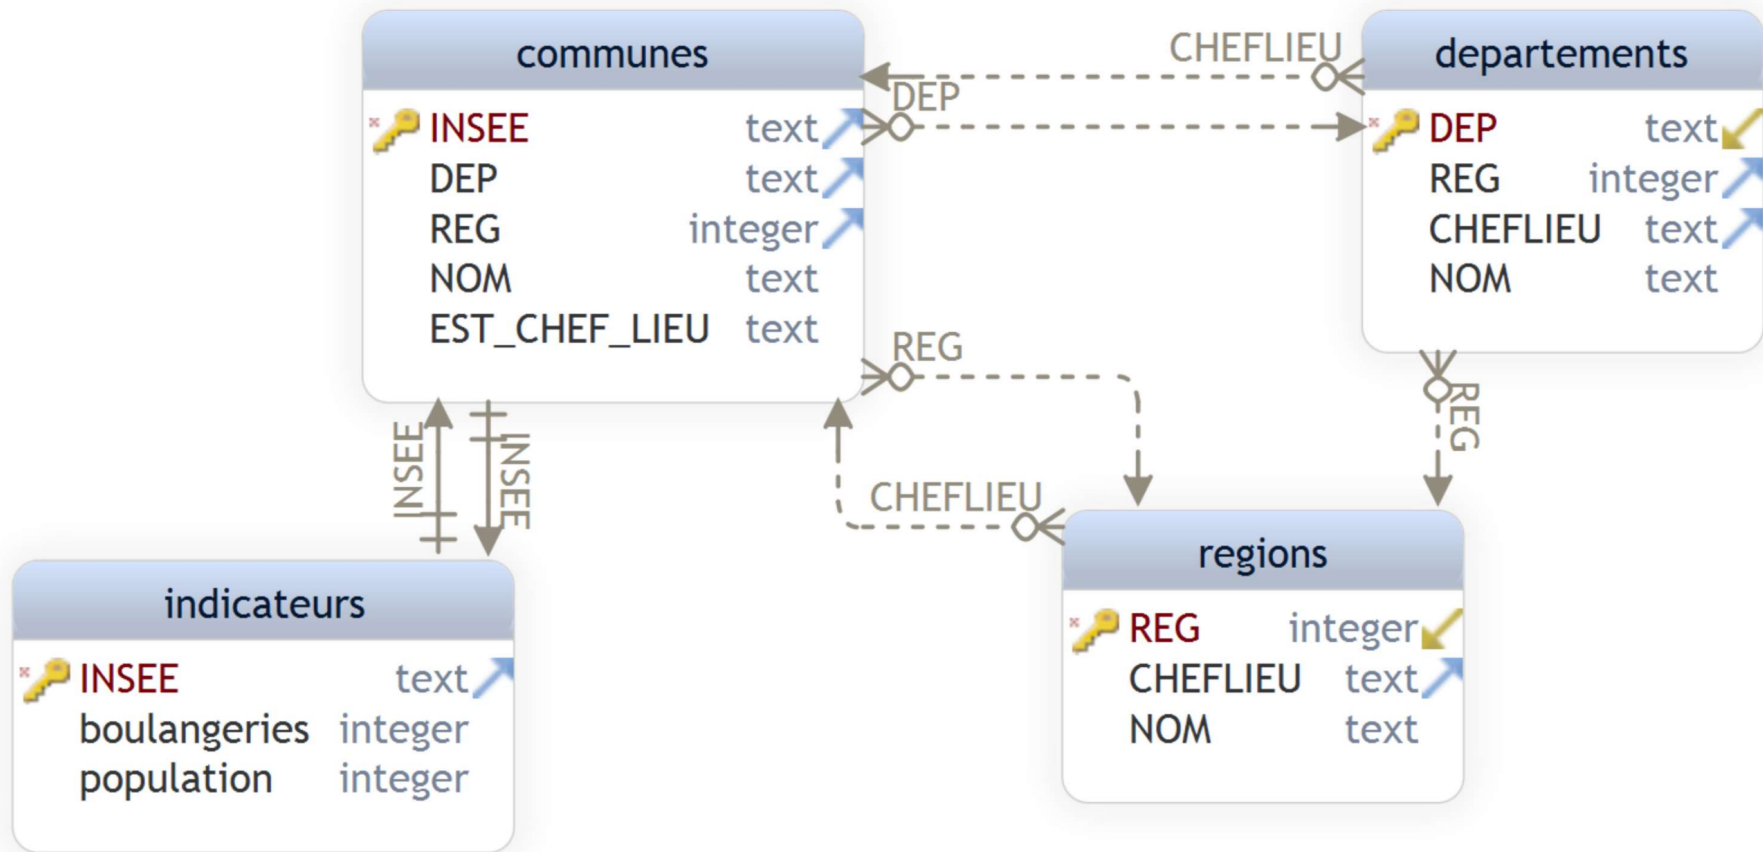 communes
INSEE text
DEP text
REG integer
NOM text
EST_CHEF_LIEU text
CHEFLIEU
DEP
departements
DEP text
REG integer
CHEFLIEU text
NOM text
REG
REG
CHEFLIEU
INSEE
INSEE
indicateurs
INSEE text
boulangeries integer
population integer
regions
REG integer
CHEFLIEU text
NOM text